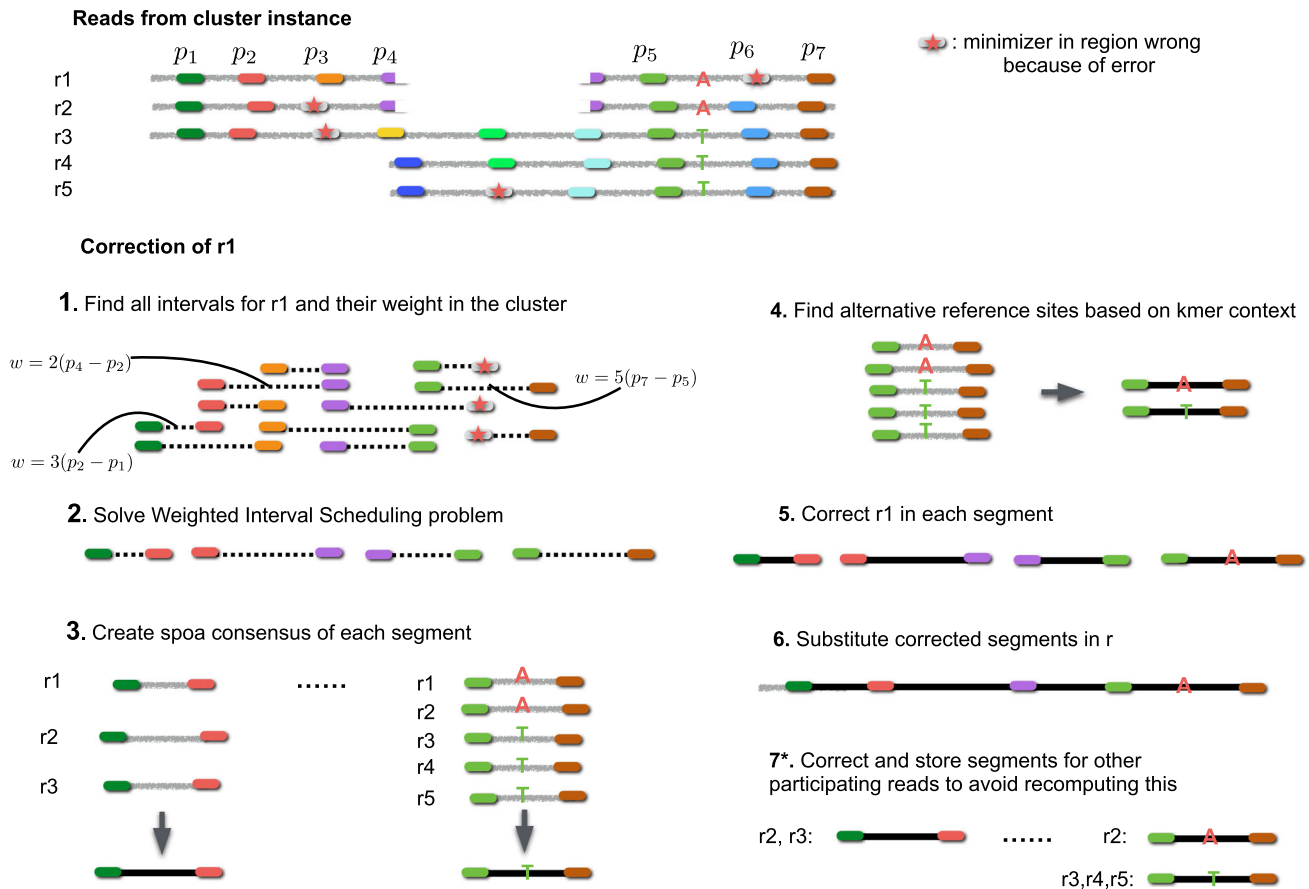 Reads from cluster instance
p1 p2 p3 p4 p5 p6 p7
: minimizer in region wrong
because of error
r1 A
r2 A
r3 T
r4 T
r5 T
Correction of r1
1. Find all intervals for r1 and their weight in the cluster
w = 2(p4 − p2)
w = 5(p7 − p5)
w = 3(p2 − p1)
2. Solve Weighted Interval Scheduling problem
3. Create spoa consensus of each segment
r1 ...... r1 A
r2 r2 A
r3 T
r4 T
r3 r5 T
T
4. Find alternative reference sites based on kmer context
A
A
T
T
T
A
T
5. Correct r1 in each segment
A
6. Substitute corrected segments in r
A
7*. Correct and store segments for other
participating reads to avoid recomputing this
r2, r3: ...... r2: A
r3,r4,r5: T